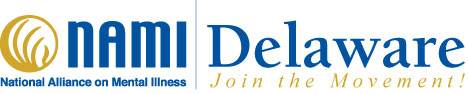 NAMI
National Alliance on Mental Illness
Delaware
Join the Movement!